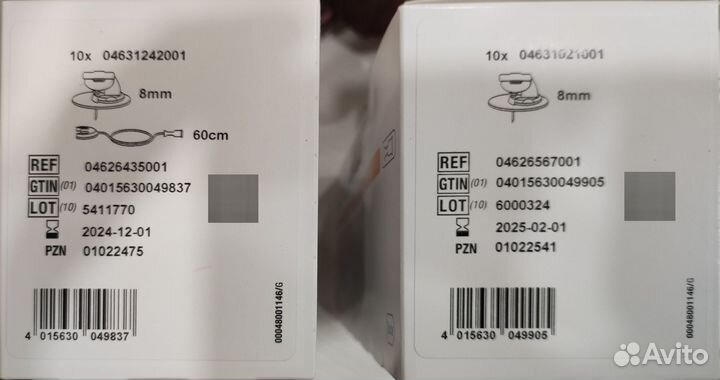 10x 04631242001
8mm
60cm
REF 04626435001
GTIN (01) 04015630049837
LOT (10) 5411770
2024-12-01
PZN 01022475
4 015630 049837
00048001146/G
10x 04631021001
8mm
REF 04626567001
GTIN (01) 04015630049905
LOT (10) 6000324
2025-02-01
PZN 01022541
4 015630 049905
00048001146/G
Avito